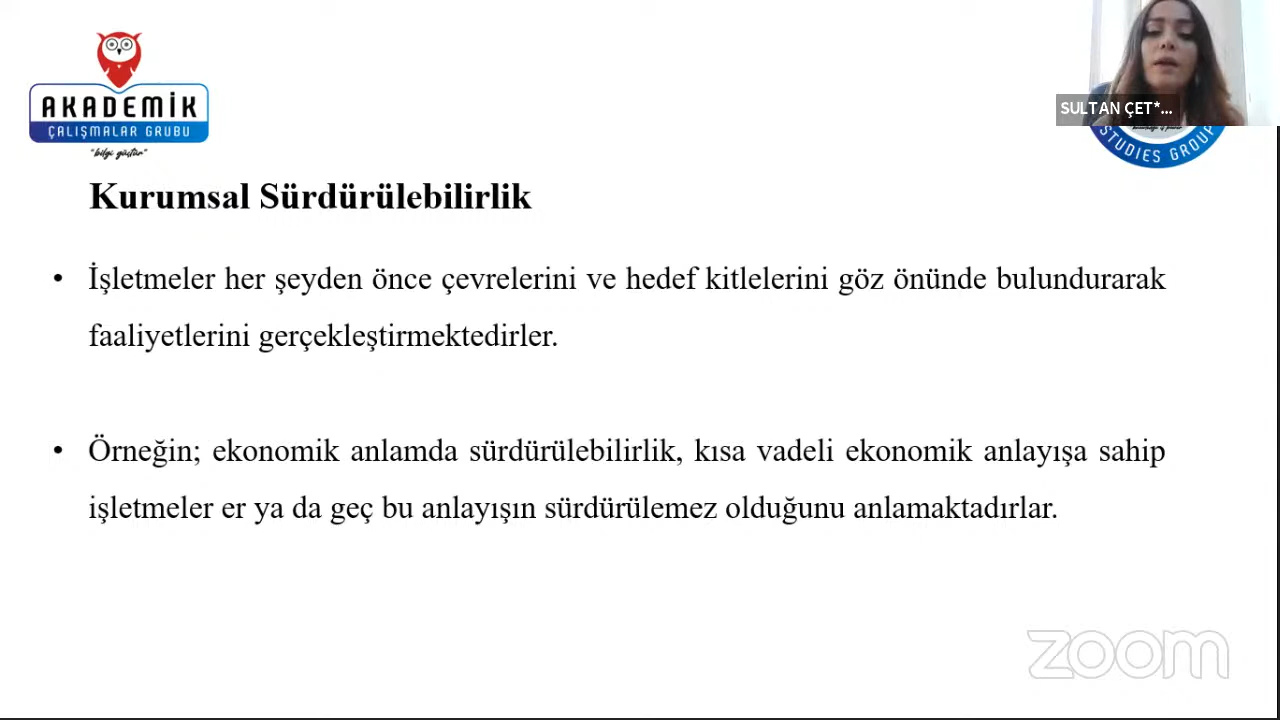 AKADEMİK
ÇALIŞMALAR GRUBU
"bilgi güçtür"
SULTAN ÇET*...
STUDIES GROUP
Kurumsal Sürdürülebilirlik
• İşletmeler her şeyden önce çevrelerini ve hedef kitlelerini göz önünde bulundurarak
faaliyetlerini gerçekleştirmektedirler.
• Örneğin; ekonomik anlamda sürdürülebilirlik, kısa vadeli ekonomik anlayışa sahip
işletmeler er ya da geç bu anlayışın sürdürülemez olduğunu anlamaktadırlar.
zoom